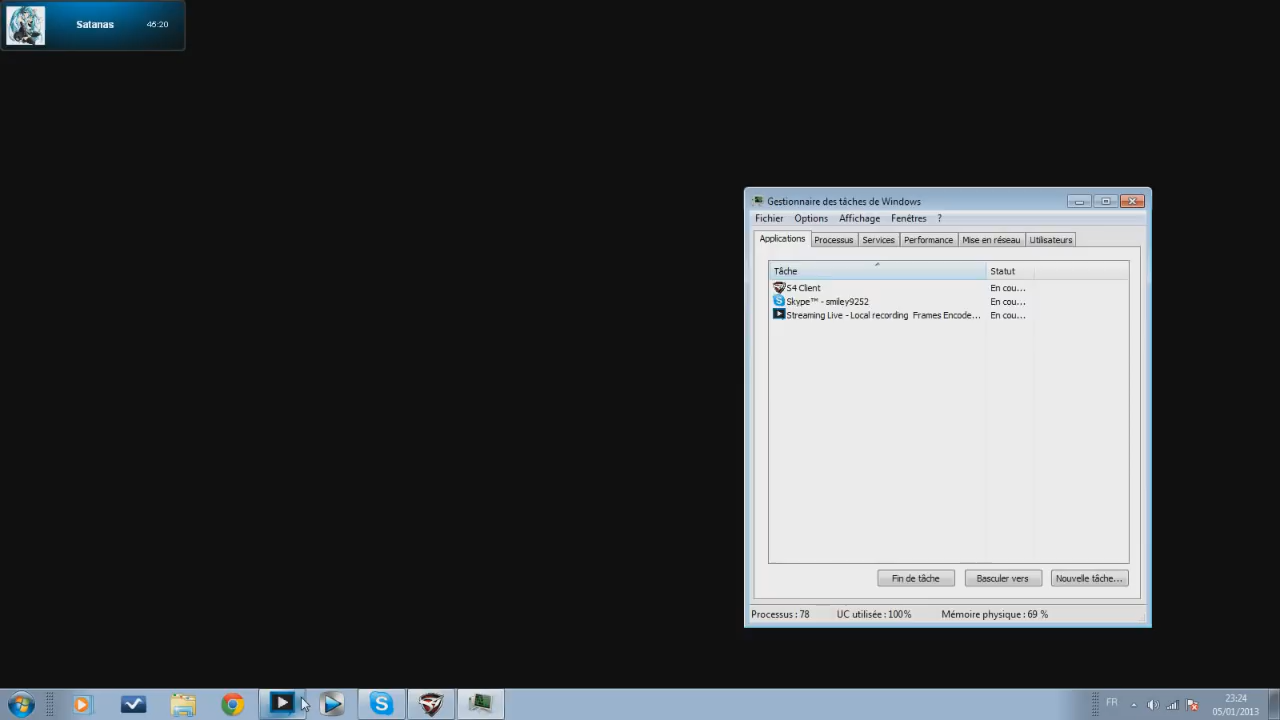 Satanas 46:20
Gestionnaire des tâches de Windows
Fichier Options Affichage Fenêtres ?
Applications Processus Services Performance Mise en réseau Utilisateurs
Tâche Statut
S4 Client En cou...
Skype™ - smiley9252 En cou...
Streaming Live - Local recording Frames Encode... En cou...
Fin de tâche Basculer vers Nouvelle tâche...
Processus : 78 UC utilisée : 100% Mémoire physique : 69 %
FR 23:24
05/01/2013